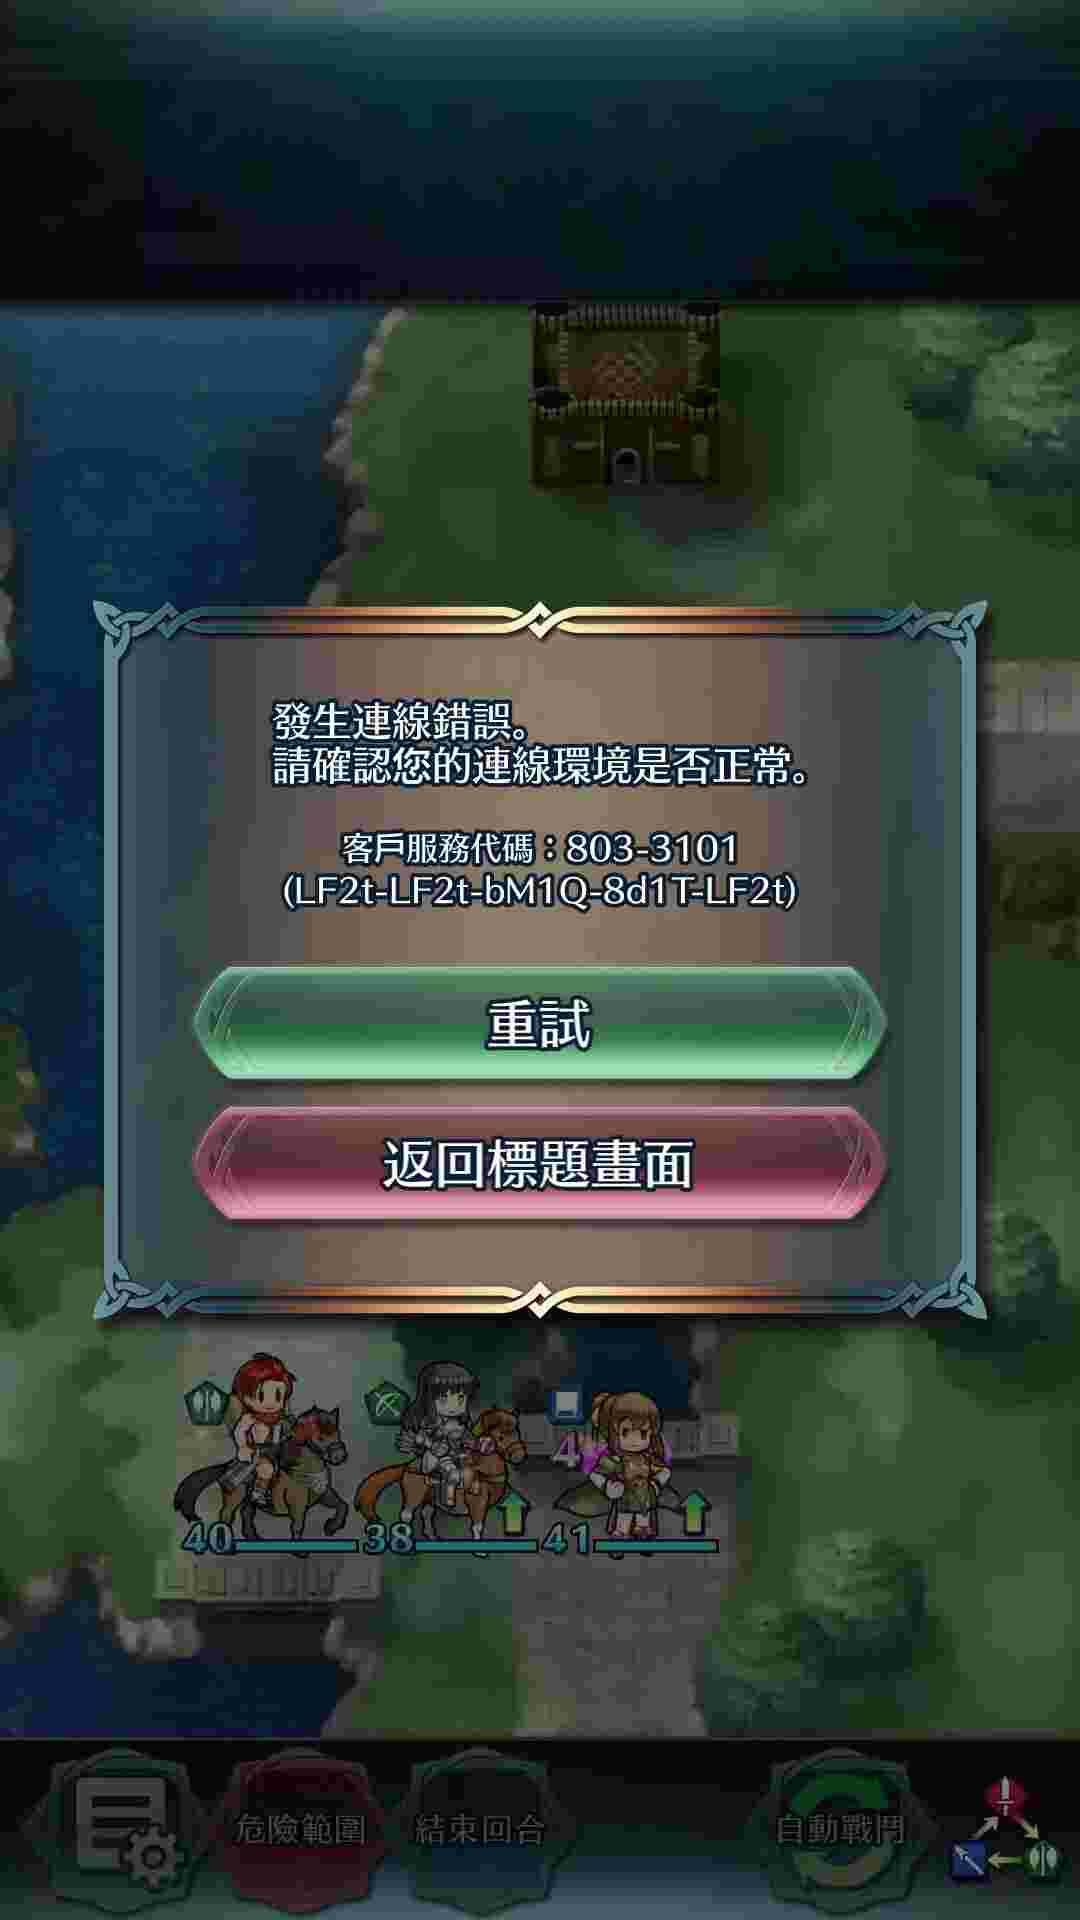 發生連線錯誤。
請確認您的連線環境是否正常。
客戶服務代碼：803-3101
(LF2t-LF2t-bM1Q-8d1T-LF2t)
重試
返回標題畫面
4
40
38
41
危險範圍
結束回合
自動戰鬥